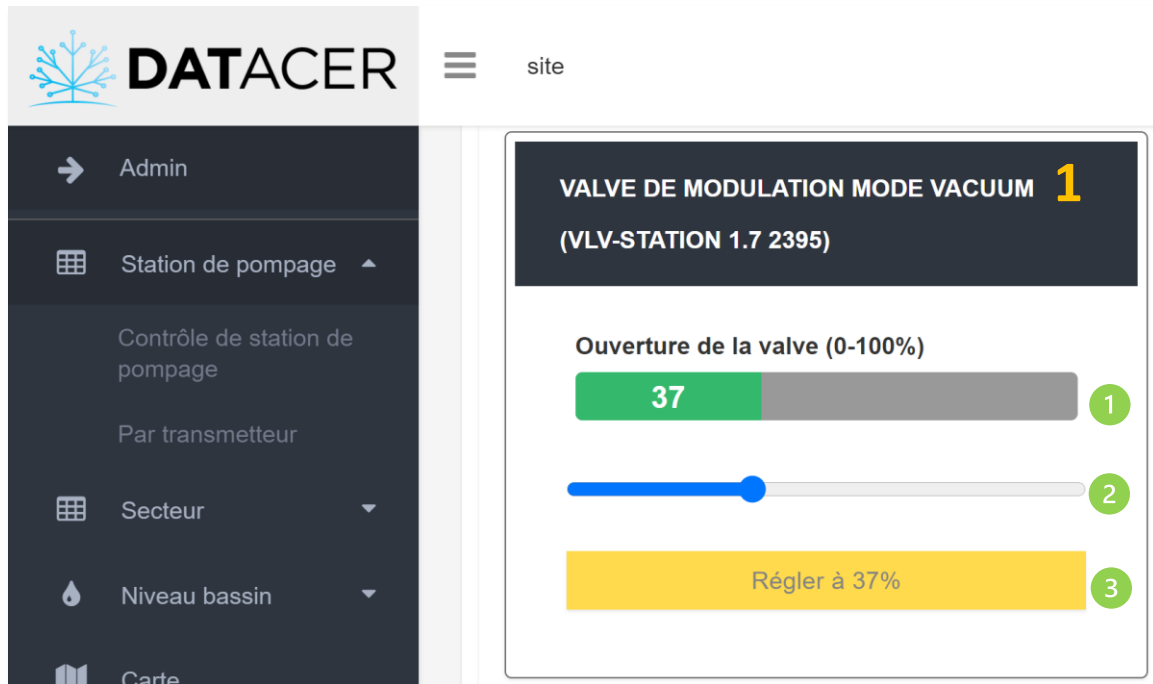 DATACER
site
Admin
Station de pompage
Contrôle de station de
pompage
Par transmetteur
Secteur
Niveau bassin
Carte
VALVE DE MODULATION MODE VACUUM 1
(VLV-STATION 1.7 2395)
Ouverture de la valve (0-100%)
37
1
2
Régler à 37%
3